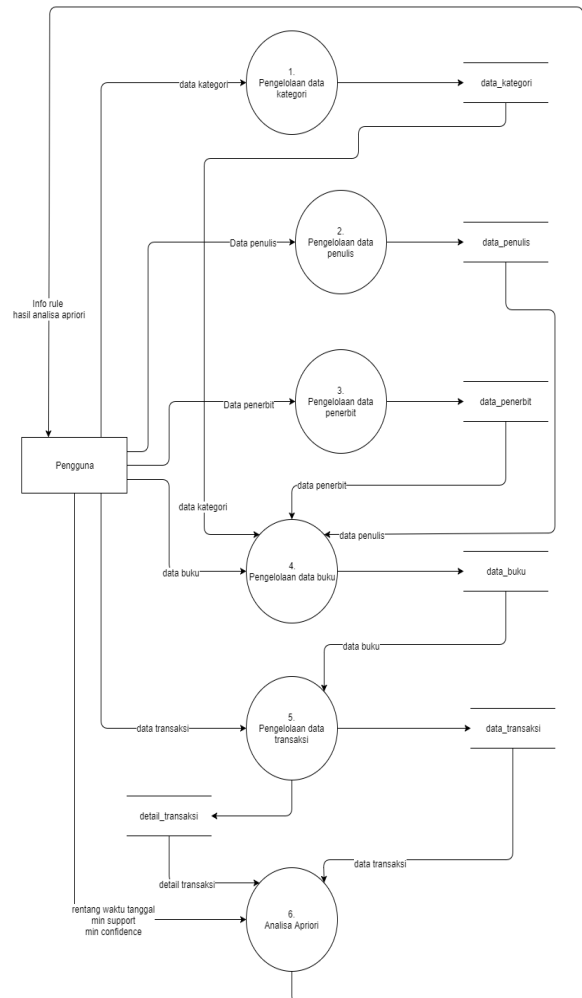 1.
Pengelolaan data
kategori
data kategori
data_kategori
2.
Pengelolaan data
penulis
Data penulis
data_penulis
Info rule
hasil analisa apriori
3.
Pengelolaan data
penerbit
Data penerbit
data_penerbit
Pengguna
data penerbit
data kategori
data penulis
4.
Pengelolaan data buku
data buku
data_buku
data buku
5.
Pengelolaan data
transaksi
data transaksi
data_transaksi
detail_transaksi
data transaksi
detail transaksi
rentang waktu tanggal
min support
min confidence
6.
Analisa Apriori